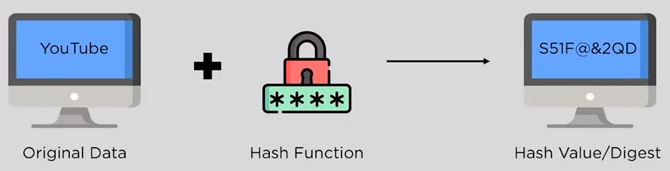 YouTube
S51F@&2QD
****
Original Data
Hash Function
Hash Value/Digest